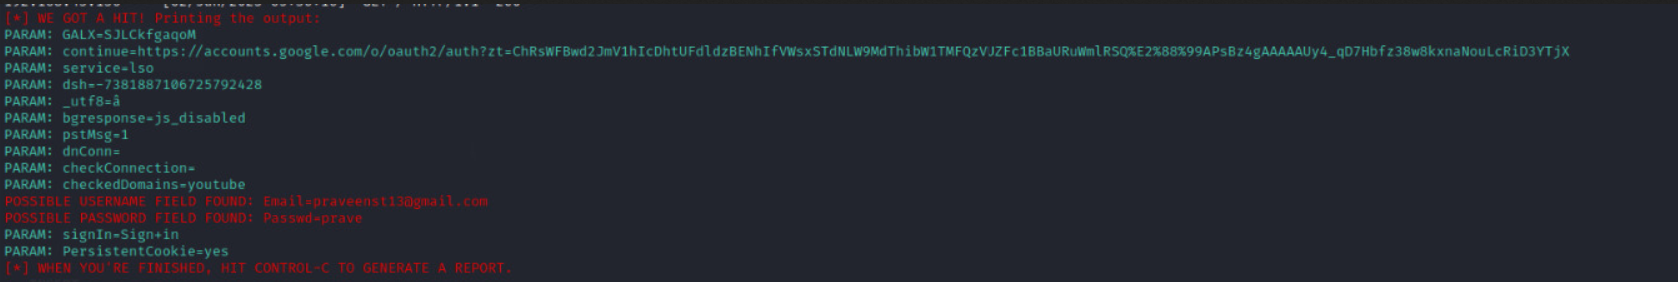 [*] WE GOT A HIT! Printing the output:
PARAM: GALX=SJLCkfgaqoM
PARAM: continue=https://accounts.google.com/o/oauth2/auth?zt=ChRsWFBwd2JmV1hIcDhtUFdldzBENhIfVWsxSTdNLW9MdThibW1TMFQzVJZFc1BBaURuWmlRSQ%E2%88%99APsBz4gAAAAAUy4_qD7Hbfz38w8kxnaNouLcRiD3YTjX
PARAM: service=lso
PARAM: dsh=-7381887106725792428
PARAM: _utf8=â
PARAM: bgresponse=js_disabled
PARAM: pstMsg=1
PARAM: dnConn=
PARAM: checkConnection=
PARAM: checkedDomains=youtube
POSSIBLE USERNAME FIELD FOUND: Email=praveenst13@gmail.com
POSSIBLE PASSWORD FIELD FOUND: Passwd=prave
PARAM: signIn=Sign+in
PARAM: PersistentCookie=yes
[*] WHEN YOU'RE FINISHED, HIT CONTROL-C TO GENERATE A REPORT.